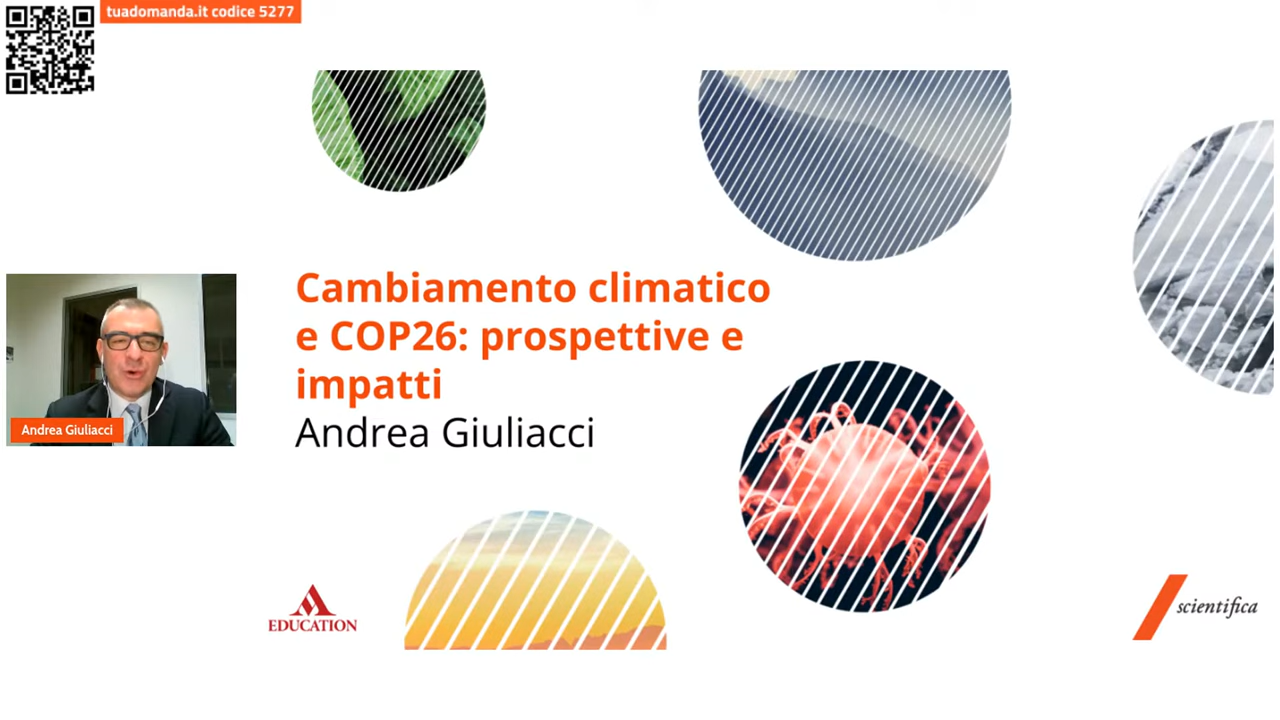 tuadomanda.it codice 5277
Cambiamento climatico
e COP26: prospettive e
impatti
Andrea Giuliacci
Andrea Giuliacci
EDUCATION
scientifica